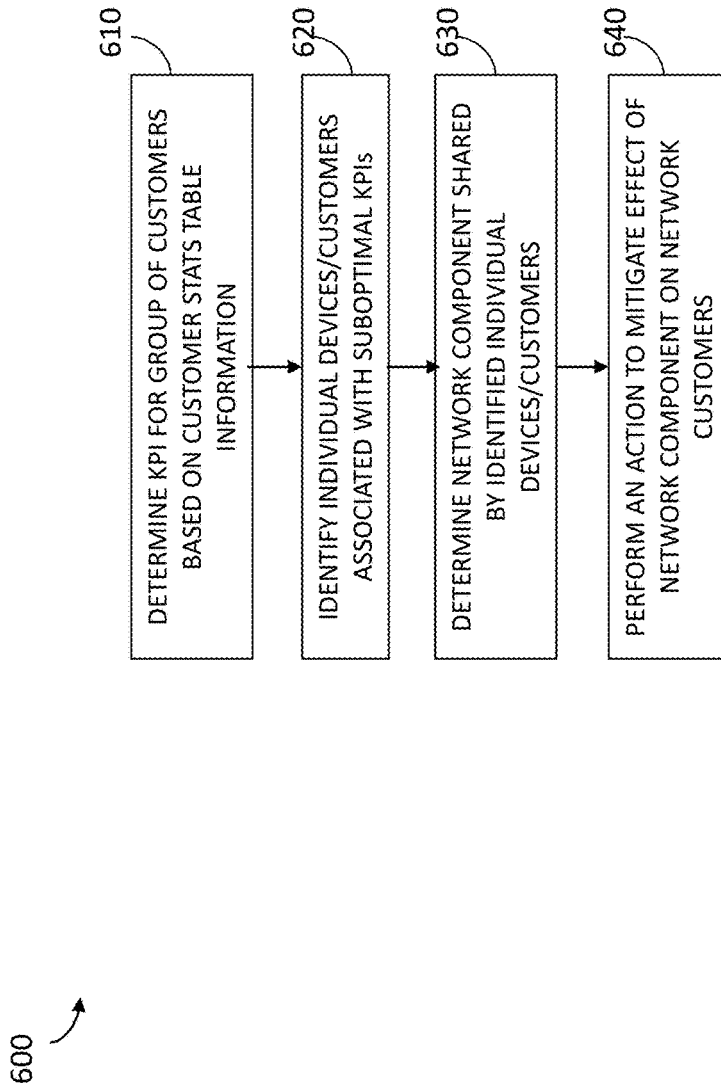 600
610
DETERMINE KPI FOR GROUP OF CUSTOMERS
BASED ON CUSTOMER STATS TABLE
INFORMATION
620
IDENTIFY INDIVIDUAL DEVICES/CUSTOMERS
ASSOCIATED WITH SUBOPTIMAL KPIs
630
DETERMINE NETWORK COMPONENT SHARED
BY IDENTIFIED INDIVIDUAL
DEVICES/CUSTOMERS
640
PERFORM AN ACTION TO MITIGATE EFFECT OF
NETWORK COMPONENT ON NETWORK
CUSTOMERS